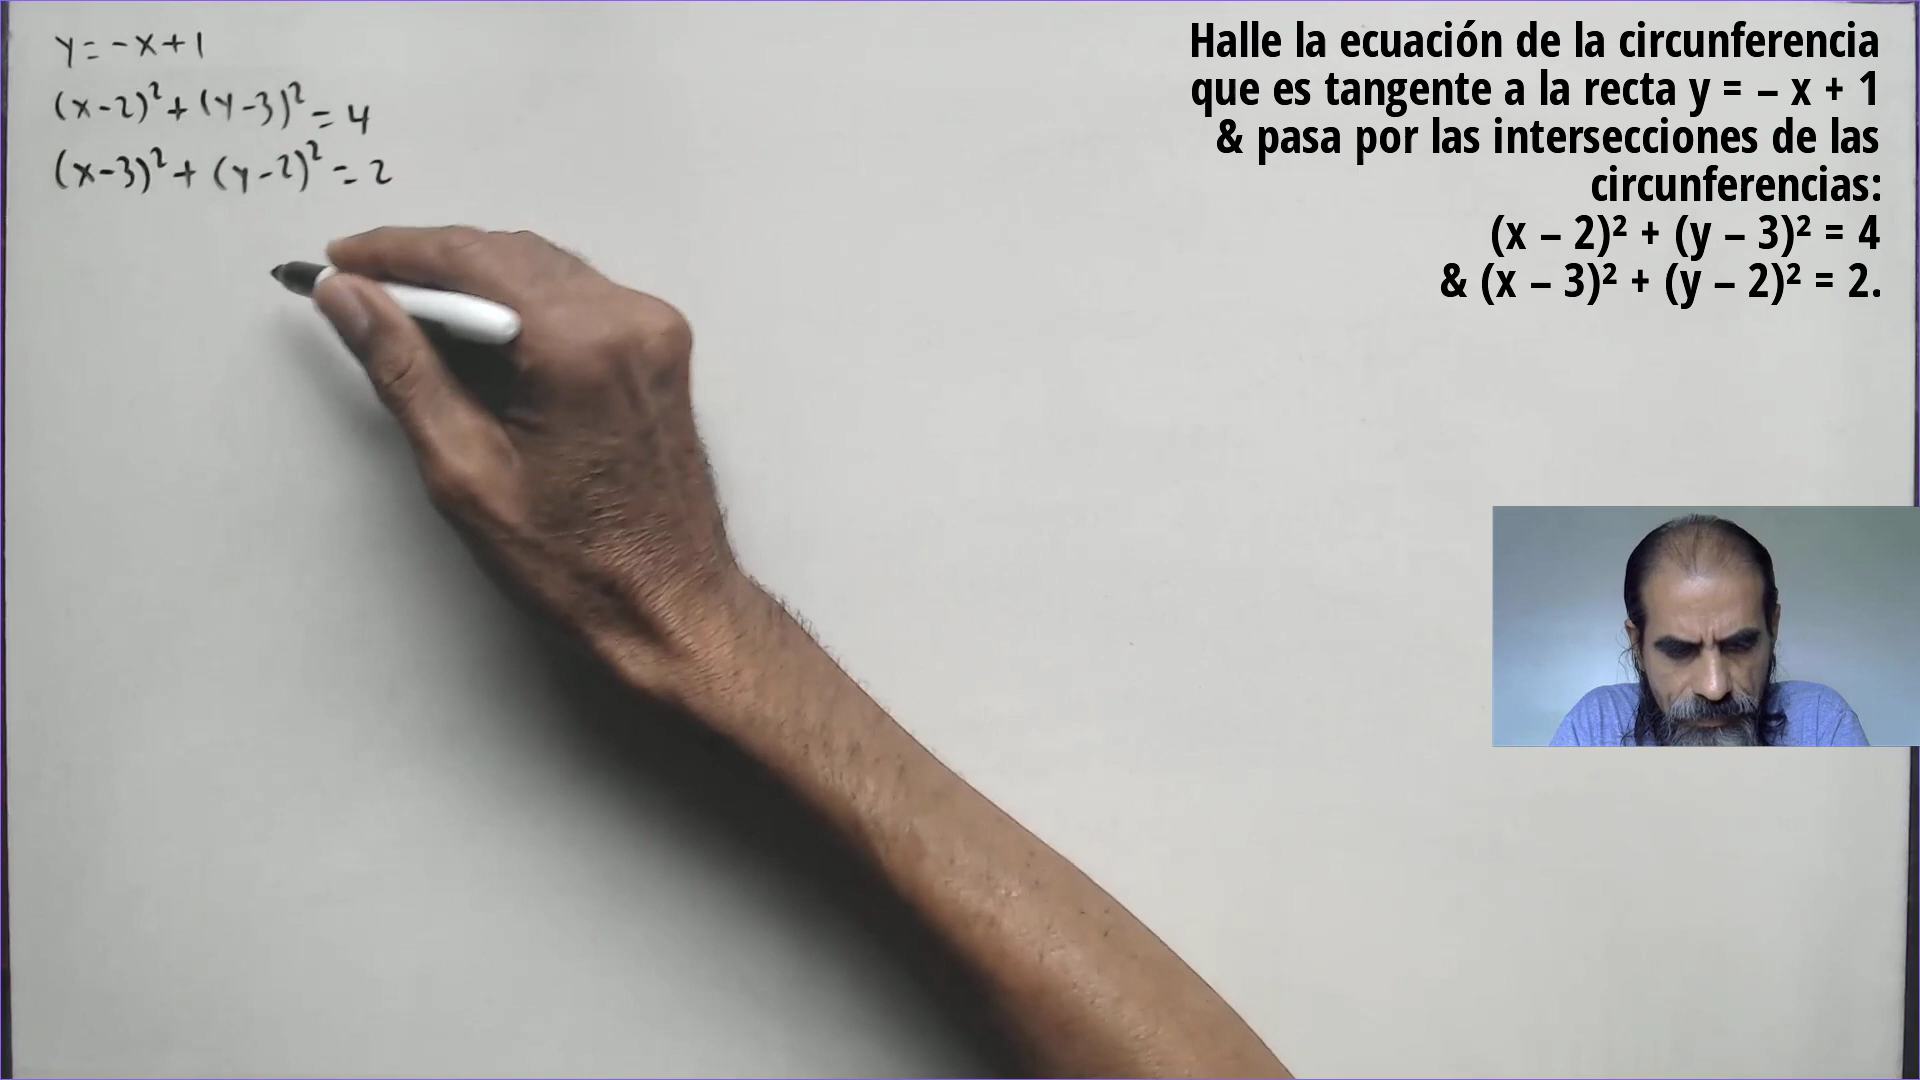 y = -x+1
(x-2)²+(y-3)² = 4
(x-3)²+(y-2)² = 2
Halle la ecuación de la circunferencia
que es tangente a la recta y = – x + 1
& pasa por las intersecciones de las
circunferencias:
(x – 2)² + (y – 3)² = 4
& (x – 3)² + (y – 2)² = 2.